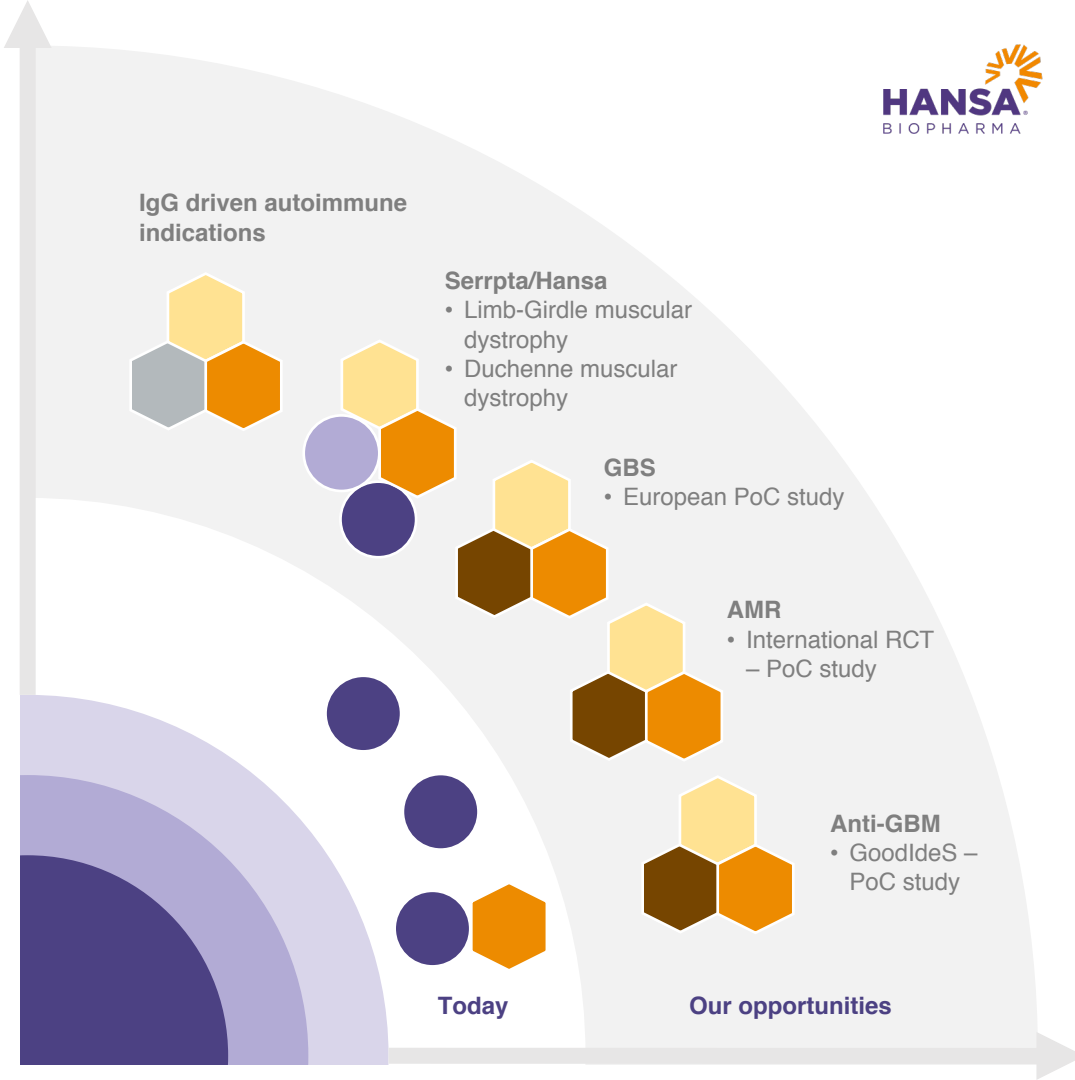 HANSA®
BIOPHARMA
IgG driven autoimmune
indications
Serrpta/Hansa
• Limb-Girdle muscular
dystrophy
• Duchenne muscular
dystrophy
GBS
• European PoC study
AMR
• International RCT
– PoC study
Anti-GBM
• GoodIdeS –
PoC study
Today
Our opportunities